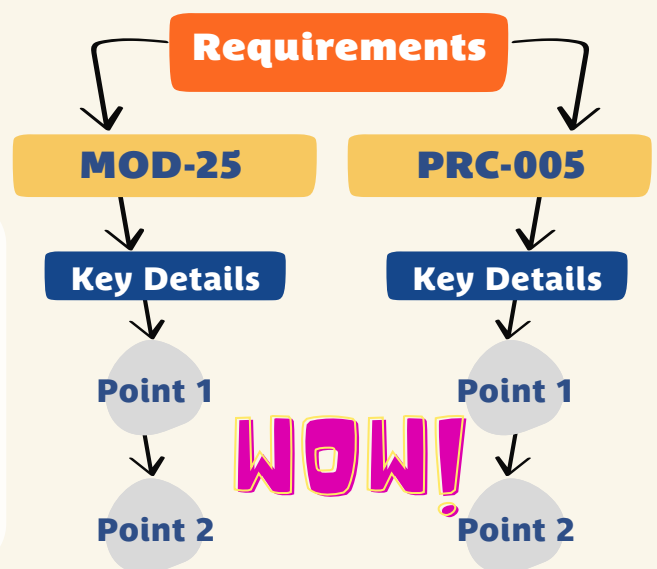 Requirements
MOD-25
PRC-005
Key Details
Key Details
Point 1
Point 1
WOW!
Point 2
Point 2